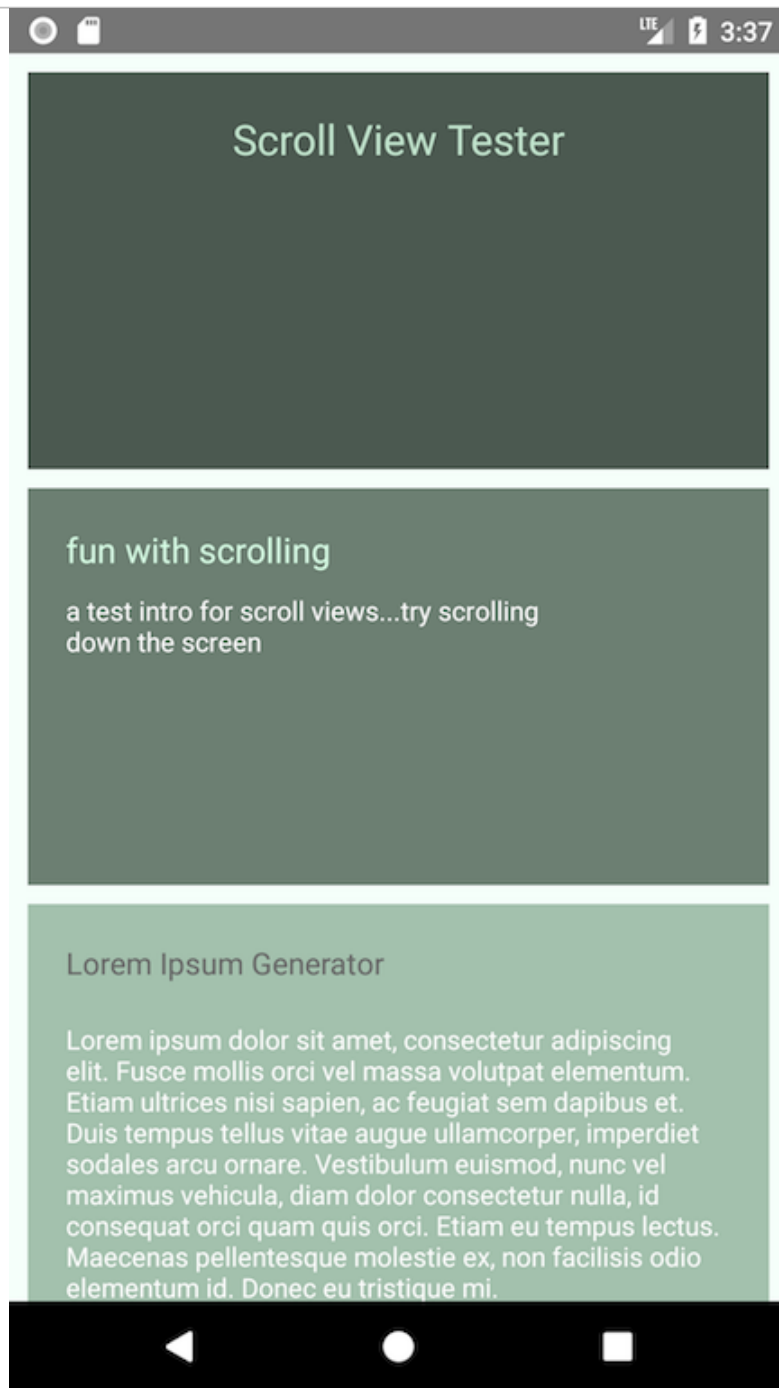 LTE 3:37
Scroll View Tester
fun with scrolling
a test intro for scroll views...try scrolling
down the screen
Lorem Ipsum Generator
Lorem ipsum dolor sit amet, consectetur adipiscing
elit. Fusce mollis orci vel massa volutpat elementum.
Etiam ultrices nisi sapien, ac feugiat sem dapibus et.
Duis tempus tellus vitae augue ullamcorper, imperdiet
sodales arcu ornare. Vestibulum euismod, nunc vel
maximus vehicula, diam dolor consectetur nulla, id
consequat orci quam quis orci. Etiam eu tempus lectus.
Maecenas pellentesque molestie ex, non facilisis odio
elementum id. Donec eu tristique mi.